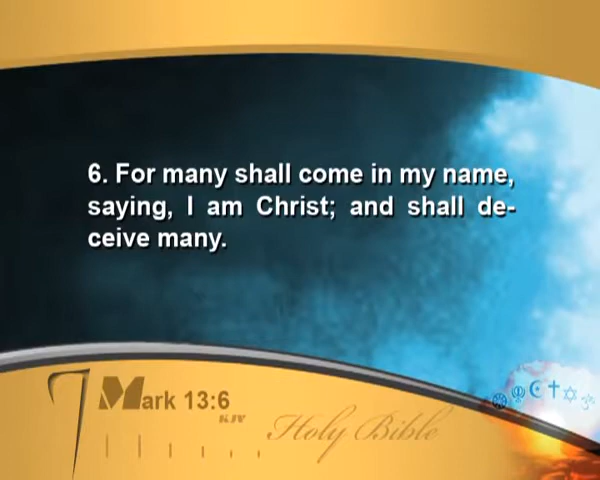 6. For many shall come in my name,
saying, I am Christ; and shall de-
ceive many.
Mark 13:6
KJV
Holy Bible